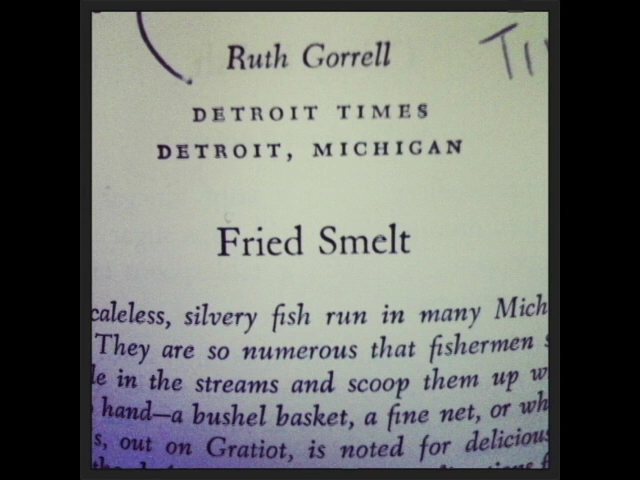 Ruth Gorrell
DETROIT TIMES
DETROIT, MICHIGAN
Fried Smelt
caleless, silvery fish run in many Mich
They are so numerous that fishermen s
le in the streams and scoop them up w
hand—a bushel basket, a fine net, or wh
s, out on Gratiot, is noted for delicious